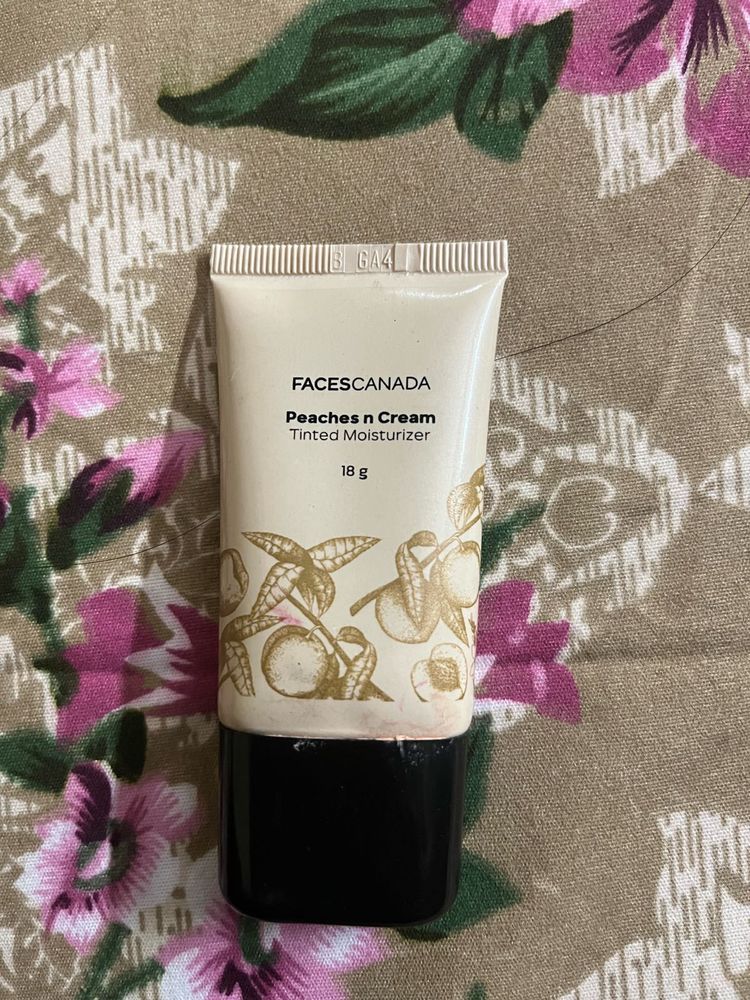 B GA4
FACESCANADA
Peaches n Cream
Tinted Moisturizer
18 g